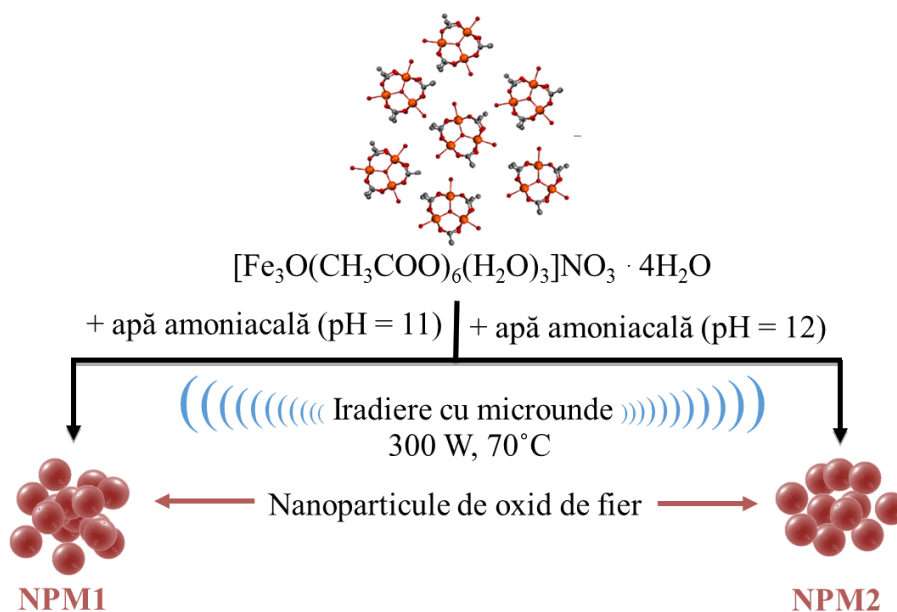 [Fe₃O(CH₃COO)₆(H₂O)₃]NO₃ · 4H₂O
+ apă amoniacală (pH = 11)
+ apă amoniacală (pH = 12)
Iradiere cu microunde
300 W, 70˚C
Nanoparticule de oxid de fier
NPM1
NPM2